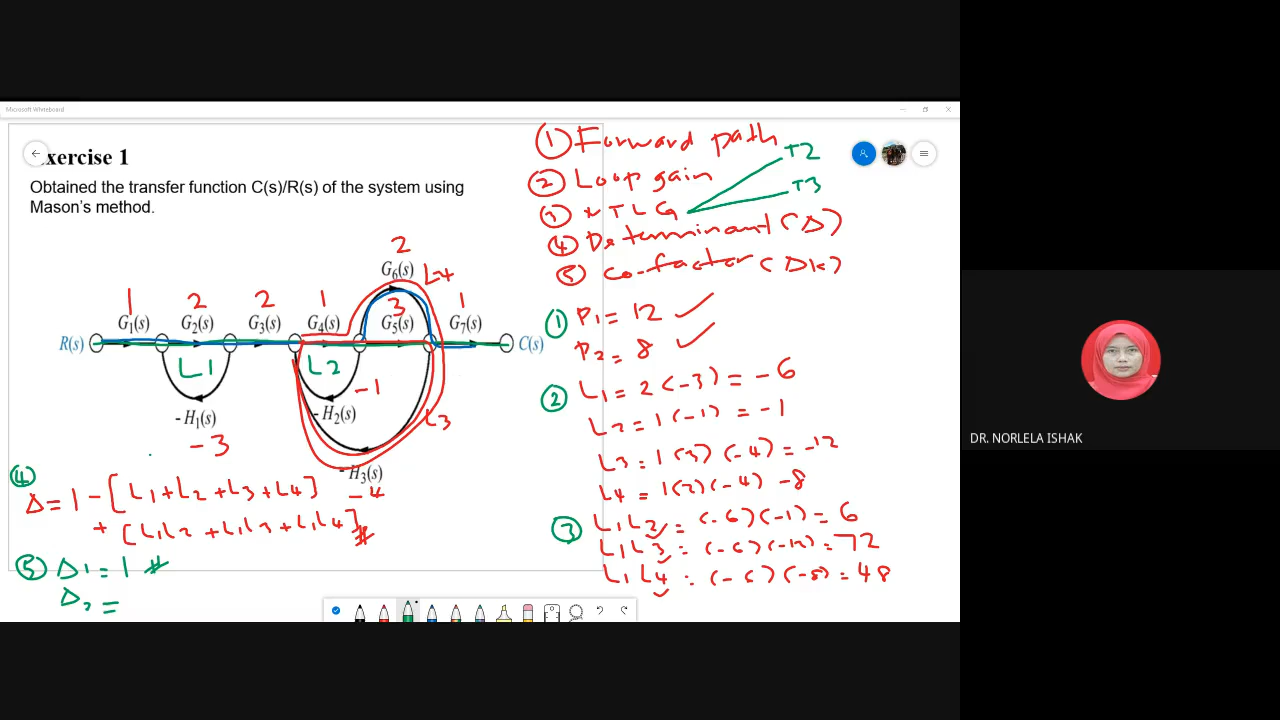 Microsoft Whiteboard
Exercise 1
Obtained the transfer function C(s)/R(s) of the system using
Mason's method.
① Forward path
② Loop gain
③ NTLG
T2
T3
④ Determinant (Δ)
⑤ Co-factor (Δk)
2
G6(s)
L4
1 2 2 1 3 1
G1(s) G2(s) G3(s) G4(s) G5(s) G7(s)
R(s) C(s)
L1 L2
-1
-H1(s) -H2(s) L3
-3
-H3(s)
-4
① P1 = 12 ✓
P2 = 8 ✓
② L1 = 2(-3) = -6
L2 = 1(-1) = -1
L3 = 1(3)(-4) = -12
L4 = 1(2)(-4) -8
③ L1L2 = (-6)(-1) = 6
L1L3 = (-6)(-12) = 72
L1L4 = (-6)(-8) = 48
④
Δ = 1 - [L1 + L2 + L3 + L4]
+ [L1L2 + L1L3 + L1L4] #
⑤ Δ1 = 1 #
Δ2 =
DR. NORLELA ISHAK